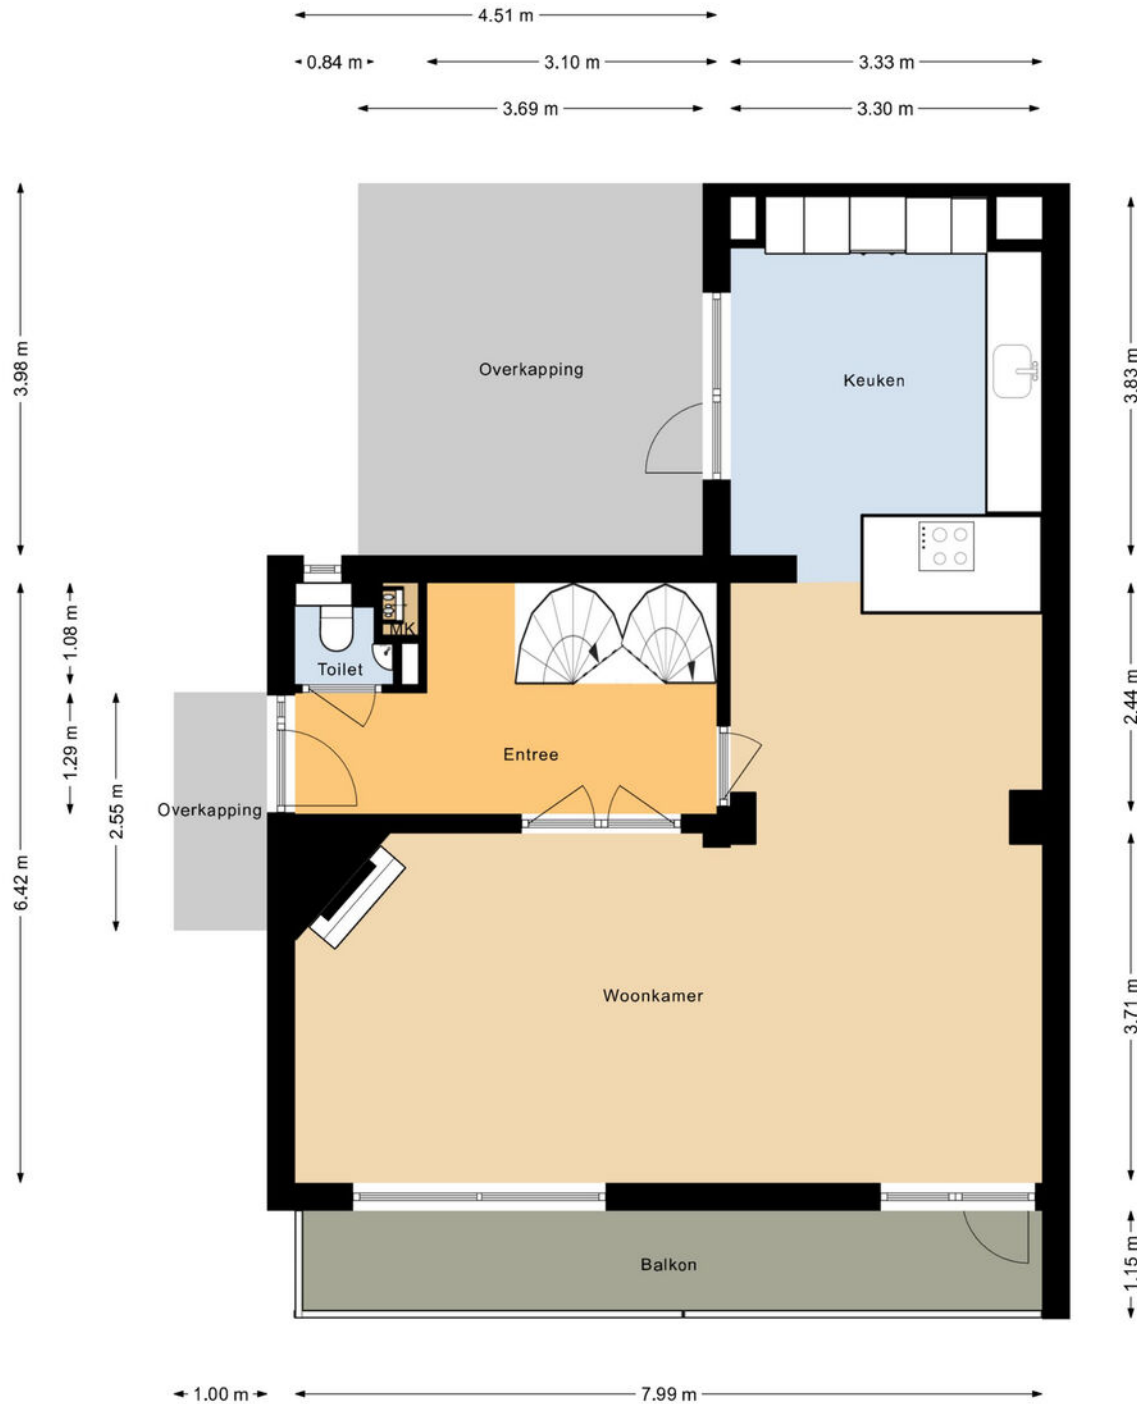 4.51 m
0.84 m
3.10 m
3.33 m
3.69 m
3.30 m
3.98 m
Overkapping
Keuken
3.83 m
1.08 m
MK
Toilet
2.44 m
1.29 m
Entree
Overkapping
2.55 m
6.42 m
Woonkamer
3.71 m
Balkon
1.15 m
1.00 m
7.99 m